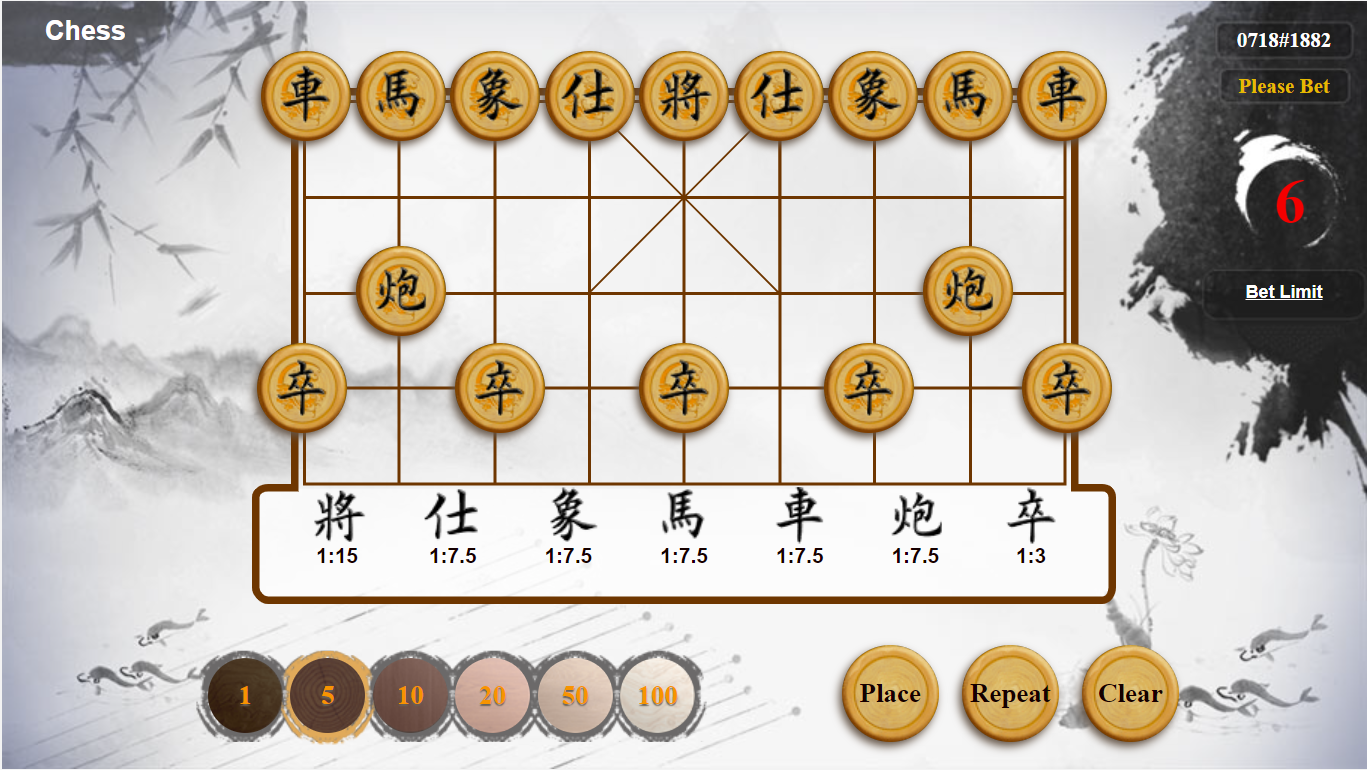 Chess
0718#1882
Please Bet
6
Bet Limit
車 馬 象 仕 將 仕 象 馬 車
炮 炮
卒 卒 卒 卒 卒
將 仕 象 馬 車 炮 卒
1:15 1:7.5 1:7.5 1:7.5 1:7.5 1:7.5 1:3
1 5 10 20 50 100
Place Repeat Clear